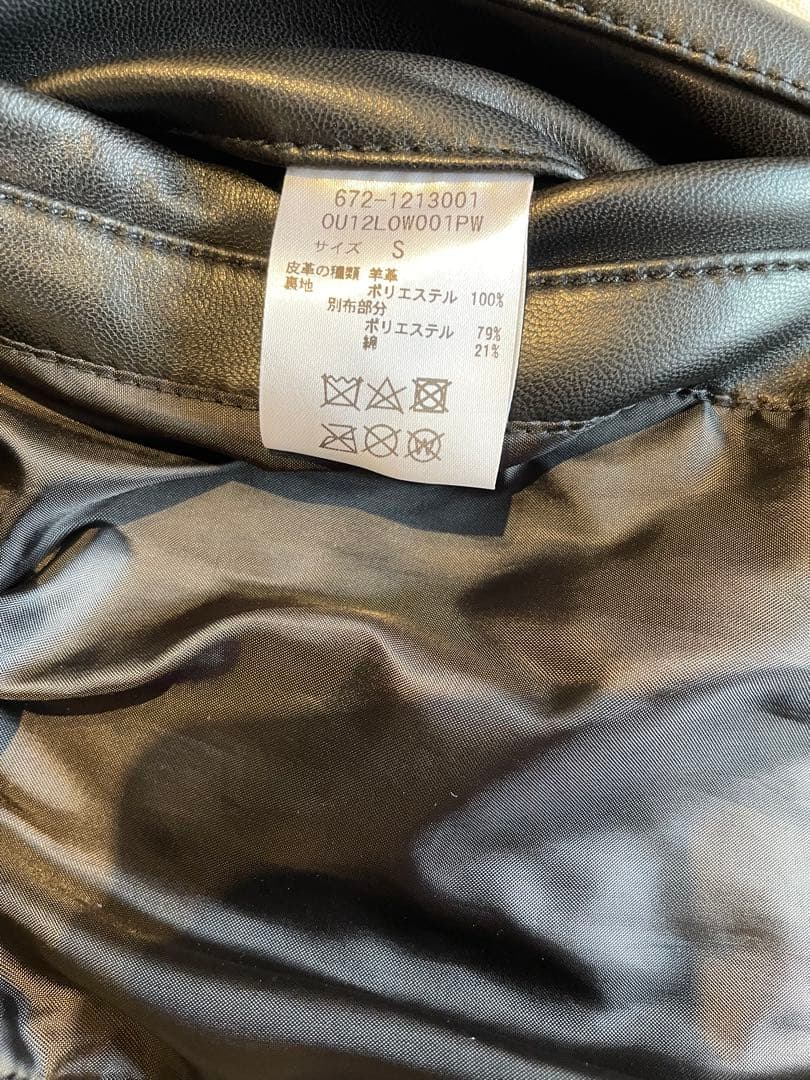 672-1213001
0U12L0W001PW
サイズ S
皮革の種類 羊革
裏地 ポリエステル 100%
別布部分
ポリエステル 79%
綿 21%
W